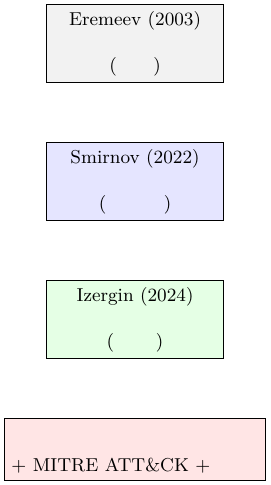 Eremeev (2003)
( )
Smirnov (2022)
( )
Izergin (2024)
( )
+ MITRE ATT&CK +